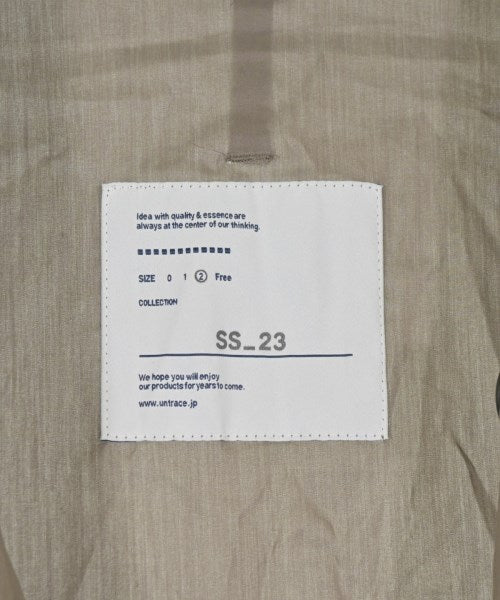 Idea with quality & essence are
always at the center of our thinking.
SIZE 0 1 2 Free
COLLECTION
SS_23
We hope you will enjoy
our products for years to come.
www.untrace.jp